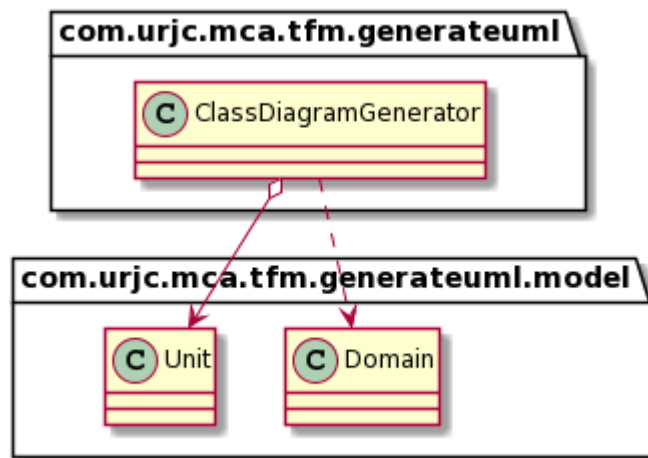 com.urjc.mca.tfm.generateuml
C ClassDiagramGenerator
com.urjc.mca.tfm.generateuml.model
C Unit
C Domain